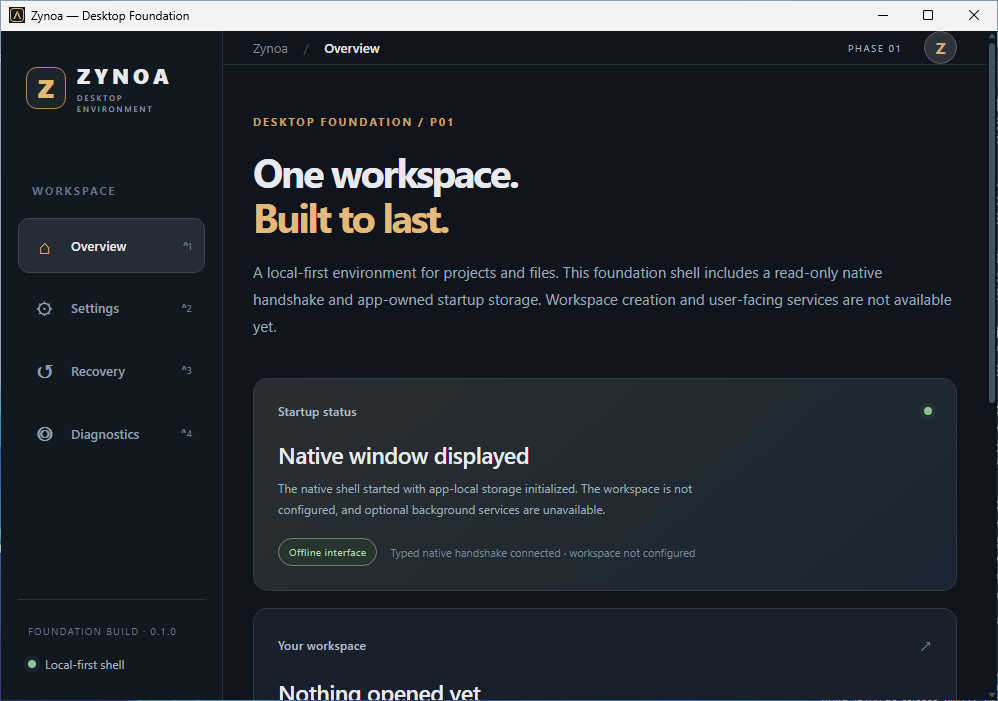 Zynoa — Desktop Foundation
Z
ZYNOA
DESKTOP
ENVIRONMENT
WORKSPACE
Overview ^1
Settings ^2
Recovery ^3
Diagnostics ^4
FOUNDATION BUILD · 0.1.0
Local-first shell
Zynoa / Overview
PHASE 01
Z
DESKTOP FOUNDATION / P01
One workspace.
Built to last.
A local-first environment for projects and files. This foundation shell includes a read-only native
handshake and app-owned startup storage. Workspace creation and user-facing services are not available
yet.
Startup status
Native window displayed
The native shell started with app-local storage initialized. The workspace is not
configured, and optional background services are unavailable.
Offline interface
Typed native handshake connected · workspace not configured
Your workspace
Nothing opened yet